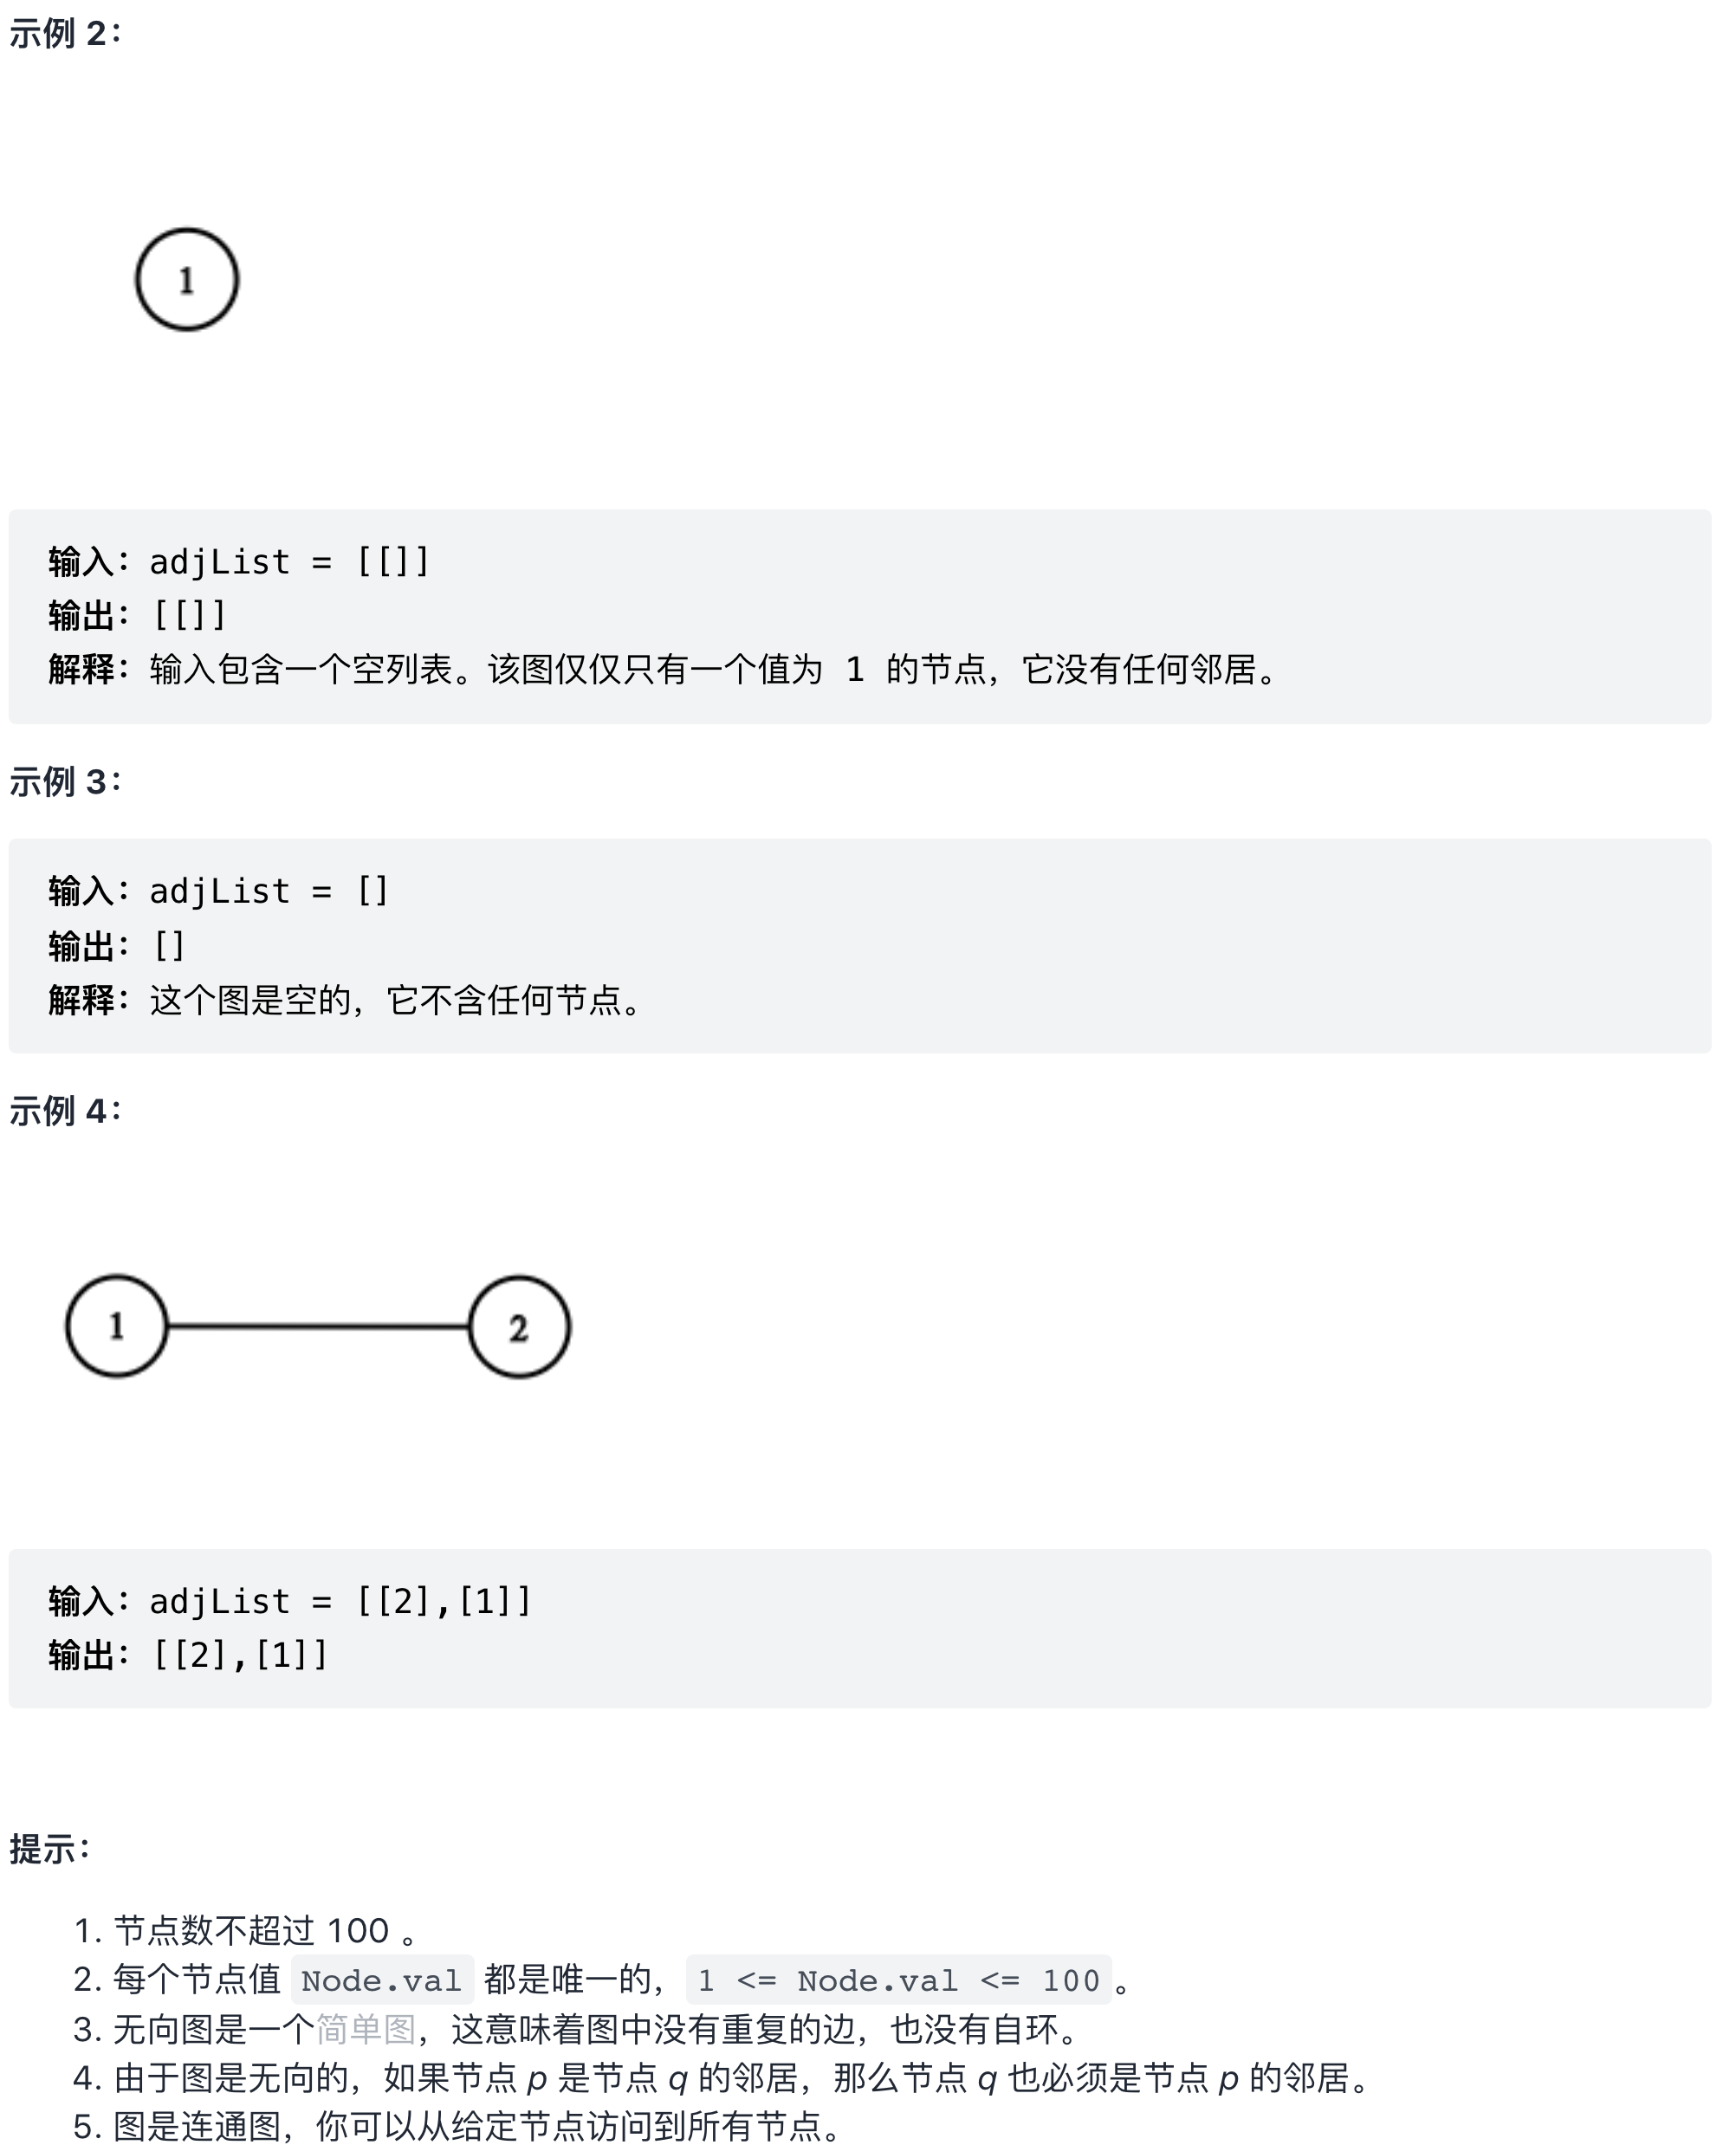 示例 2：
1
输入：adjList = [[]]
输出：[[]]
解释：输入包含一个空列表。该图仅仅只有一个值为 1 的节点，它没有任何邻居。
示例 3：
输入：adjList = []
输出：[]
解释：这个图是空的，它不含任何节点。
示例 4：
1 2
输入：adjList = [[2],[1]]
输出：[[2],[1]]
提示：
1. 节点数不超过 100 。
2. 每个节点值 Node.val 都是唯一的，1 <= Node.val <= 100。
3. 无向图是一个简单图，这意味着图中没有重复的边，也没有自环。
4. 由于图是无向的，如果节点 p 是节点 q 的邻居，那么节点 q 也必须是节点 p 的邻居。
5. 图是连通图，你可以从给定节点访问到所有节点。